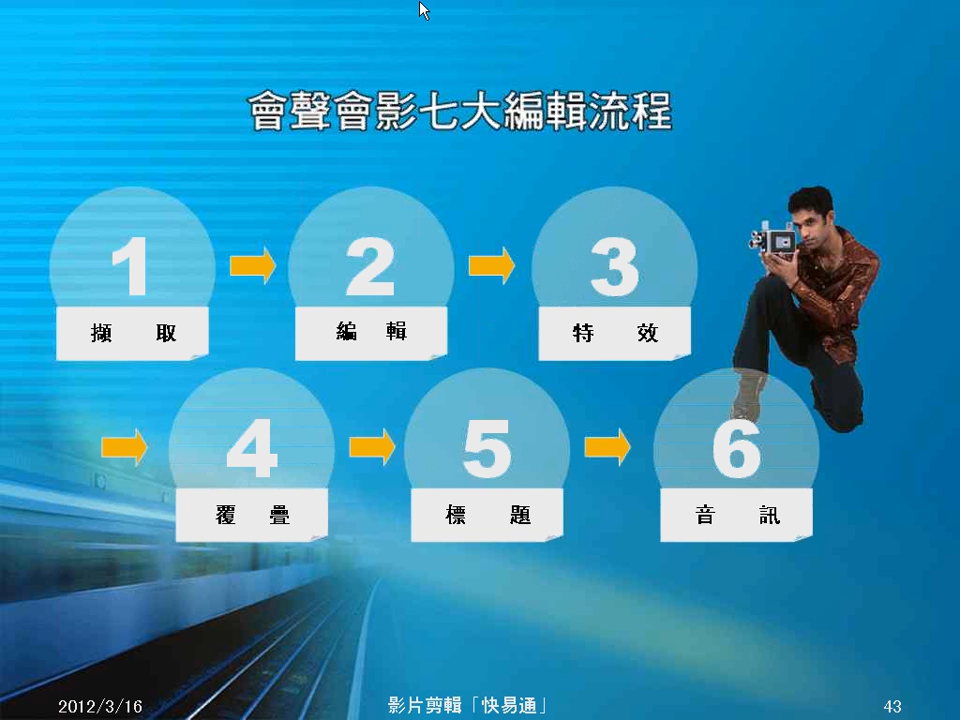 會聲會影七大編輯流程
1
2
3
擷 取
編 輯
特 效
4
5
6
覆 疊
標 題
音 訊
2012/3/16
影片剪輯「快易通」
43